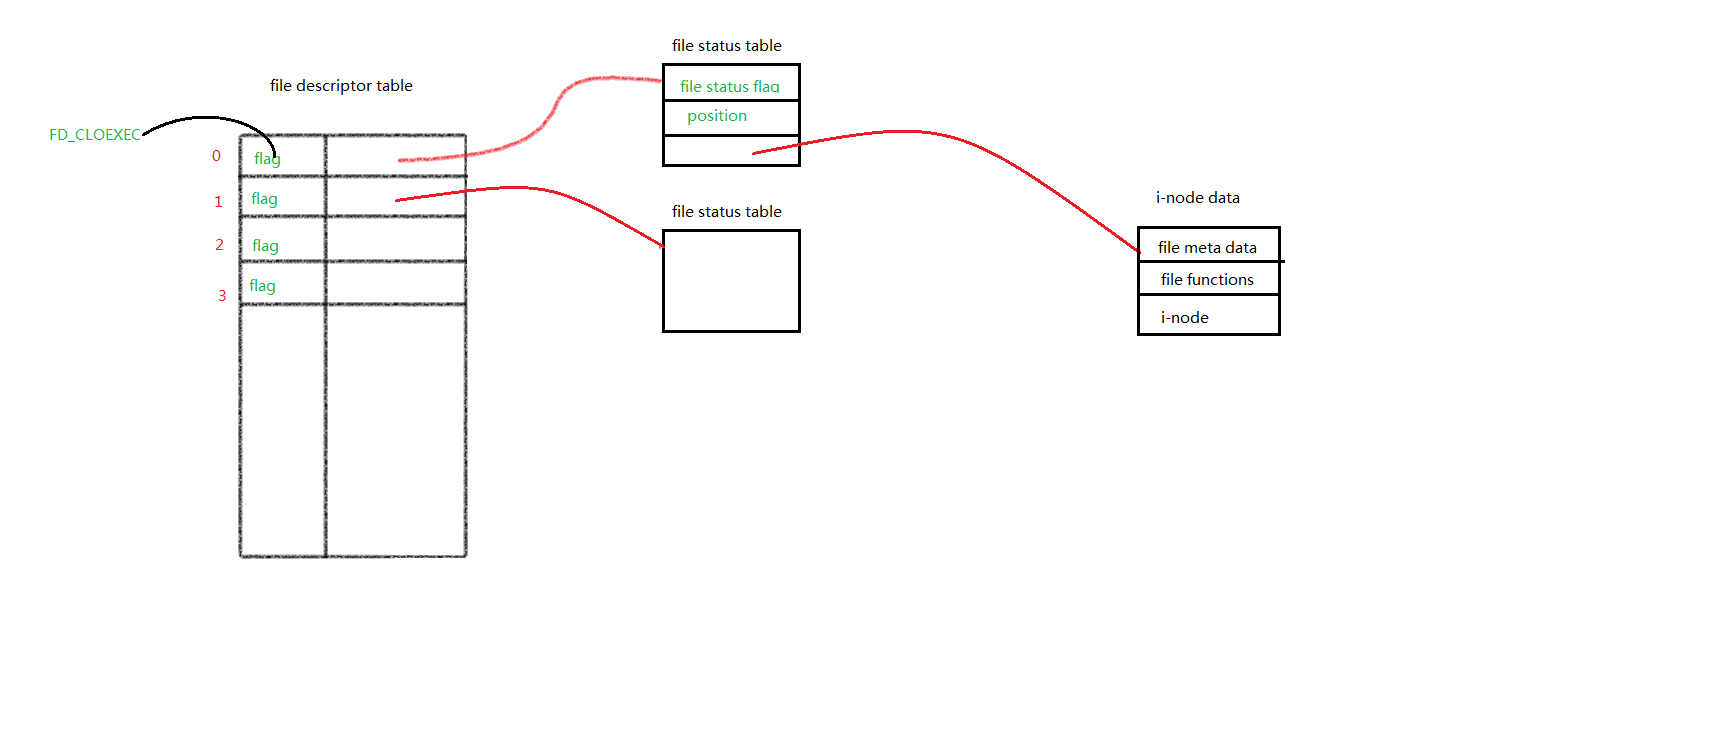 file status table
file descriptor table
file status flag
position
FD_CLOEXEC
0
flag
1
flag
2
flag
3
flag
file status table
i-node data
file meta data
file functions
i-node